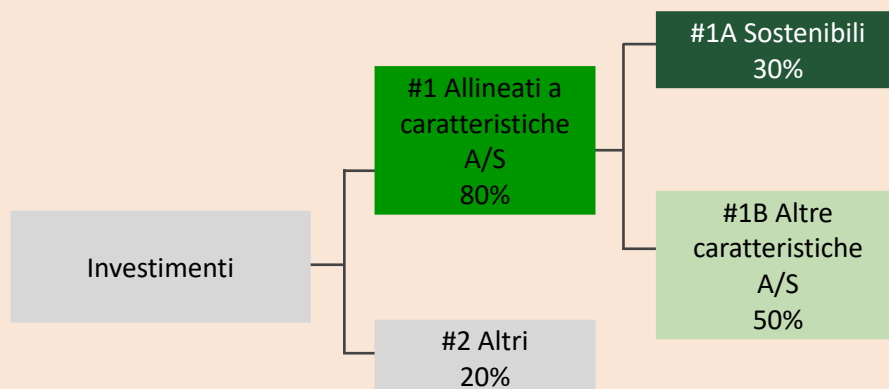 Investimenti
#1 Allineati a
caratteristiche
A/S
80%
#2 Altri
20%
#1A Sostenibili
30%
#1B Altre
caratteristiche
A/S
50%